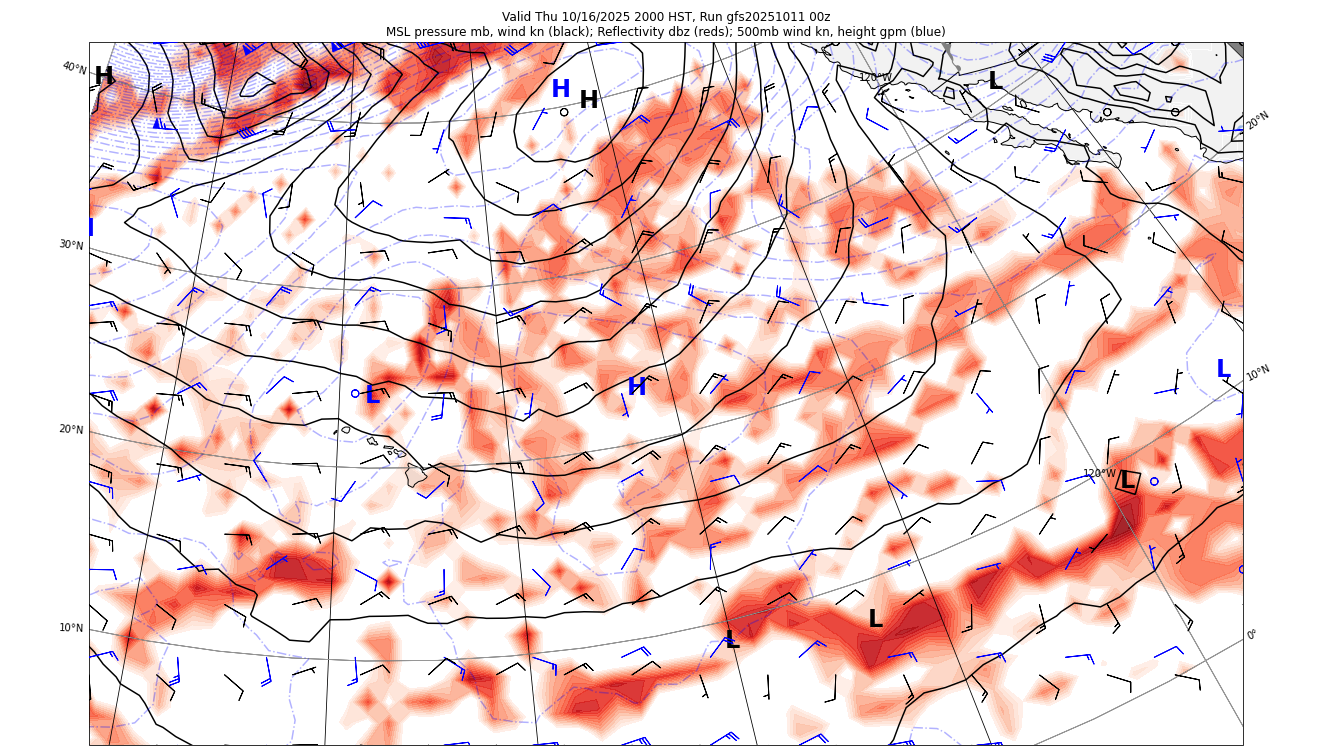 Valid Thu 10/16/2025 2000 HST, Run gfs20251011 00z
MSL pressure mb, wind kn (black); Reflectivity dbz (reds); 500mb wind kn, height gpm (blue)
40°N
H
H
H
120°W
L
20°N
30°N
L
10°N
L
H
20°N
120°W
L
10°N
L
L
0°